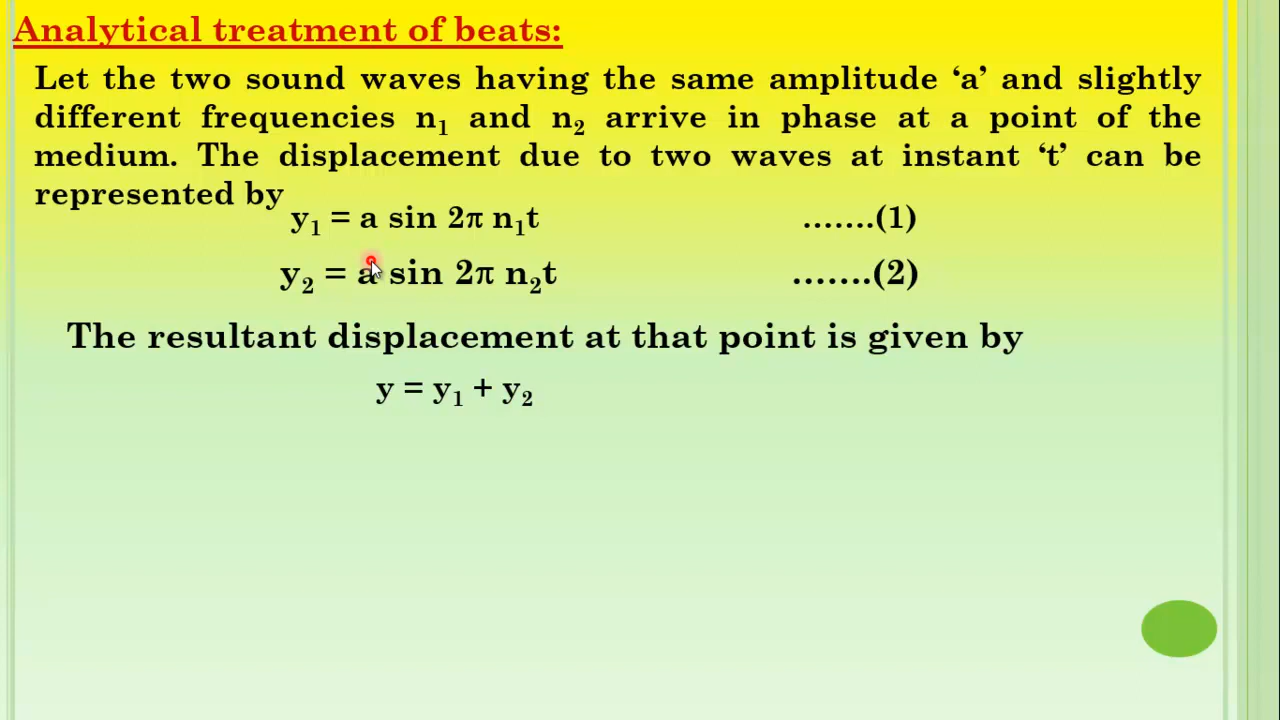 Analytical treatment of beats:
Let the two sound waves having the same amplitude ‘a’ and slightly
different frequencies n₁ and n₂ arrive in phase at a point of the
medium. The displacement due to two waves at instant ‘t’ can be
represented by
y₁ = a sin 2π n₁t .......(1)
y₂ = a sin 2π n₂t .......(2)
The resultant displacement at that point is given by
y = y₁ + y₂